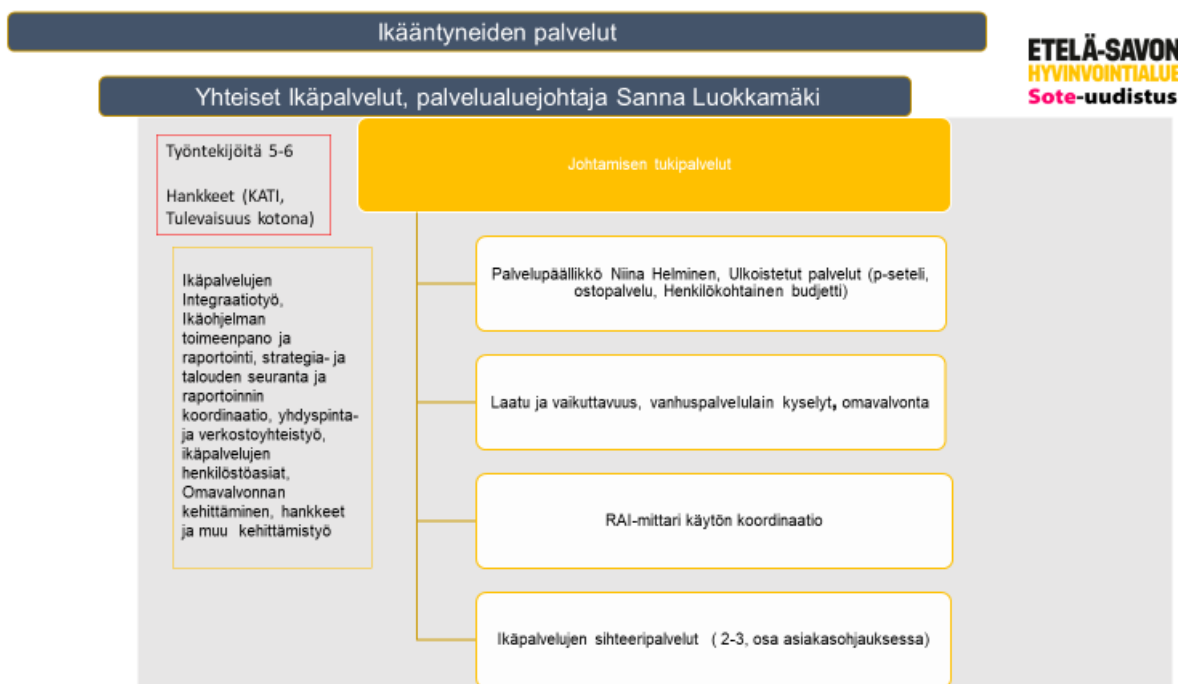 Ikääntyneiden palvelut
ETELÄ-SAVON
HYVINVOINTIALUE
Sote-uudistus
Yhteiset Ikäpalvelut, palvelualuejohtaja Sanna Luokkamäki
Työntekijöitä 5-6
Hankkeet (KATI,
Tulevaisuus kotona)
Johtamisen tukipalvelut
Ikäpalvelujen
Integraatiotyö,
Ikäohjelman
toimeenpano ja
raportointi, strategia- ja
talouden seuranta ja
raportoinnin
koordinaatio, yhdyspinta-
ja verkostoyhteistyö,
ikäpalvelujen
henkilöstöasiat,
Omavalvonnan
kehittäminen, hankkeet
ja muu kehittämistyö
Palvelupäällikkö Niina Helminen, Ulkoistetut palvelut (p-seteli,
ostopalvelu, Henkilökohtainen budjetti)
Laatu ja vaikuttavuus, vanhuspalvelulain kyselyt, omavalvonta
RAI-mittari käytön koordinaatio
Ikäpalvelujen sihteeripalvelut ( 2-3, osa asiakasohjauksessa)